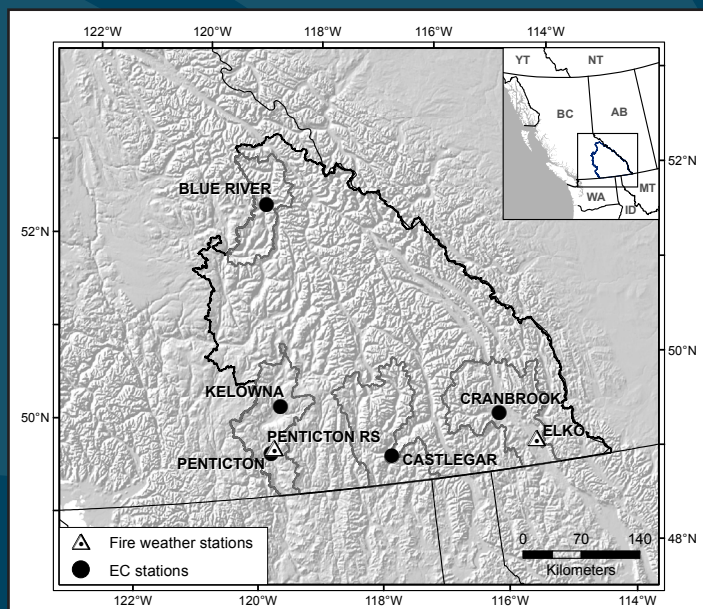 122°W 120°W 118°W 116°W 114°W
YT NT
BC AB
WA ID MT
52°N
52°N
BLUE RIVER
50°N
KELOWNA
CRANBROOK
50°N
ELKO
PENTICTON RS
PENTICTON
CASTLEGAR
48°N
Fire weather stations
EC stations
0 70 140
Kilometers
122°W 120°W 118°W 116°W 114°W